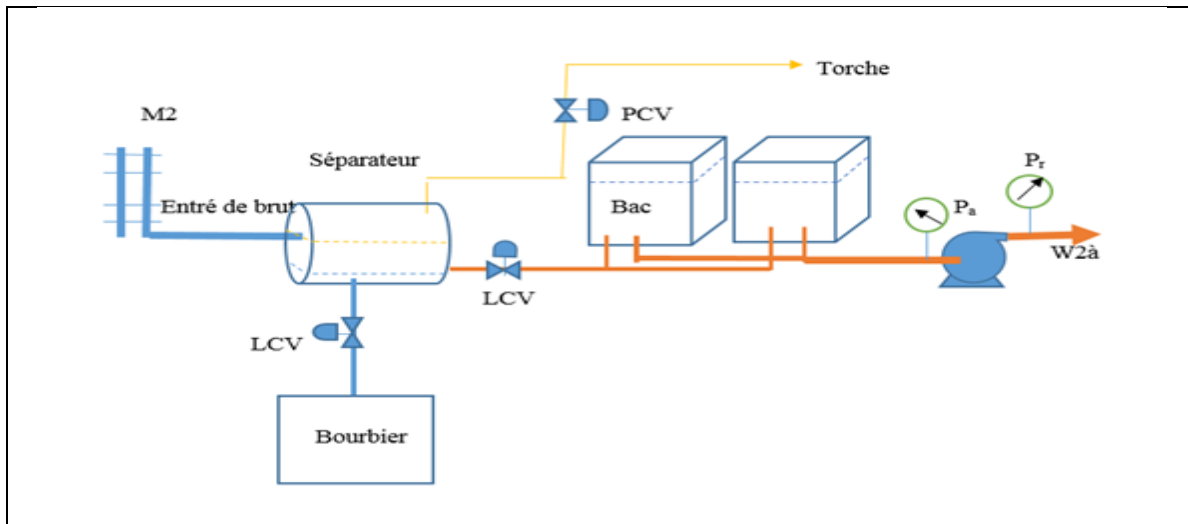 Torche
M2
PCV
Séparateur
Pr
Entré de brut
Bac
Pa
W2à
LCV
LCV
Bourbier